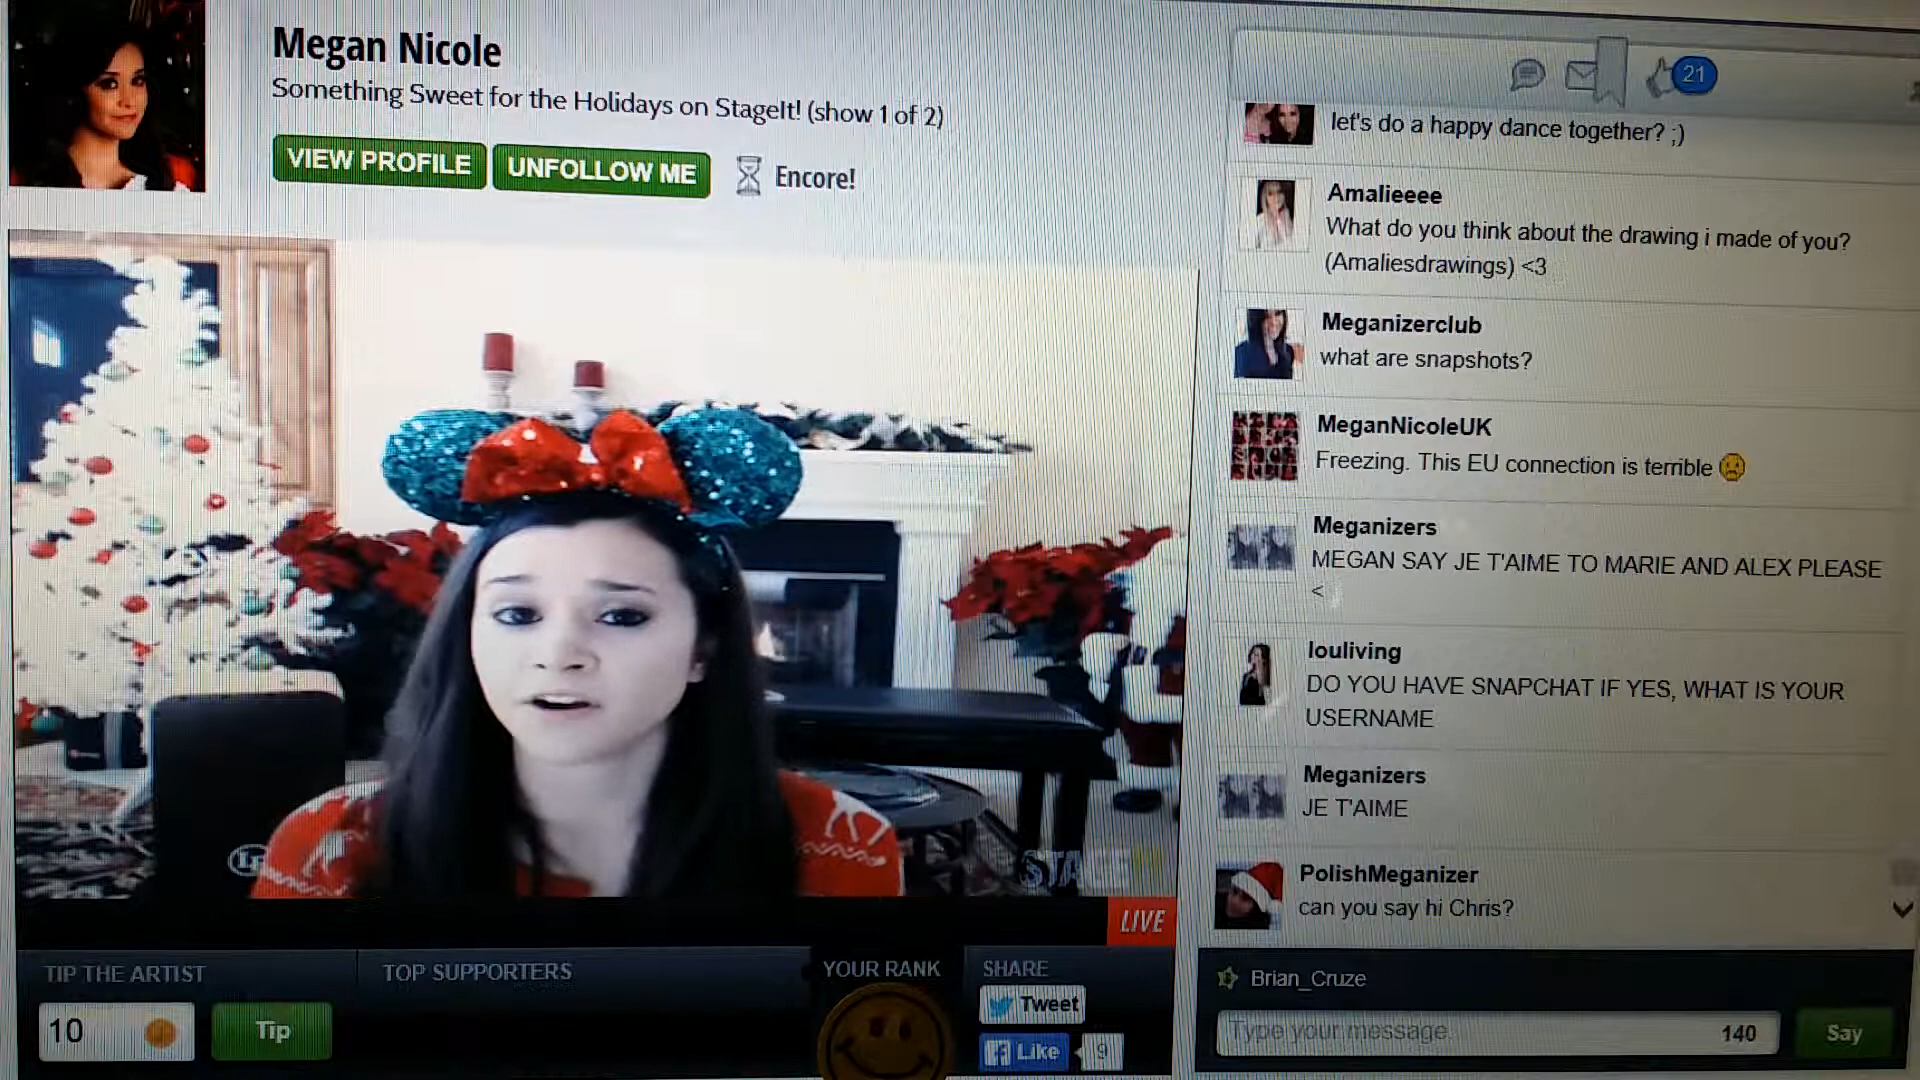 Megan Nicole
Something Sweet for the Holidays on StageIt! (show 1 of 2)
VIEW PROFILE
UNFOLLOW ME
Encore!
21
let's do a happy dance together? ;)
Amalieeee
What do you think about the drawing i made of you?
(Amaliesdrawings) <3
Meganizerclub
what are snapshots?
MeganNicoleUK
Freezing. This EU connection is terrible
Meganizers
MEGAN SAY JE T'AIME TO MARIE AND ALEX PLEASE
<
louliving
DO YOU HAVE SNAPCHAT IF YES, WHAT IS YOUR
USERNAME
Meganizers
JE T'AIME
PolishMeganizer
can you say hi Chris?
STAGEIT
LIVE
TIP THE ARTIST
10
Tip
TOP SUPPORTERS
YOUR RANK
SHARE
Tweet
Like
9
Brian_Cruze
Type your message
140
Say